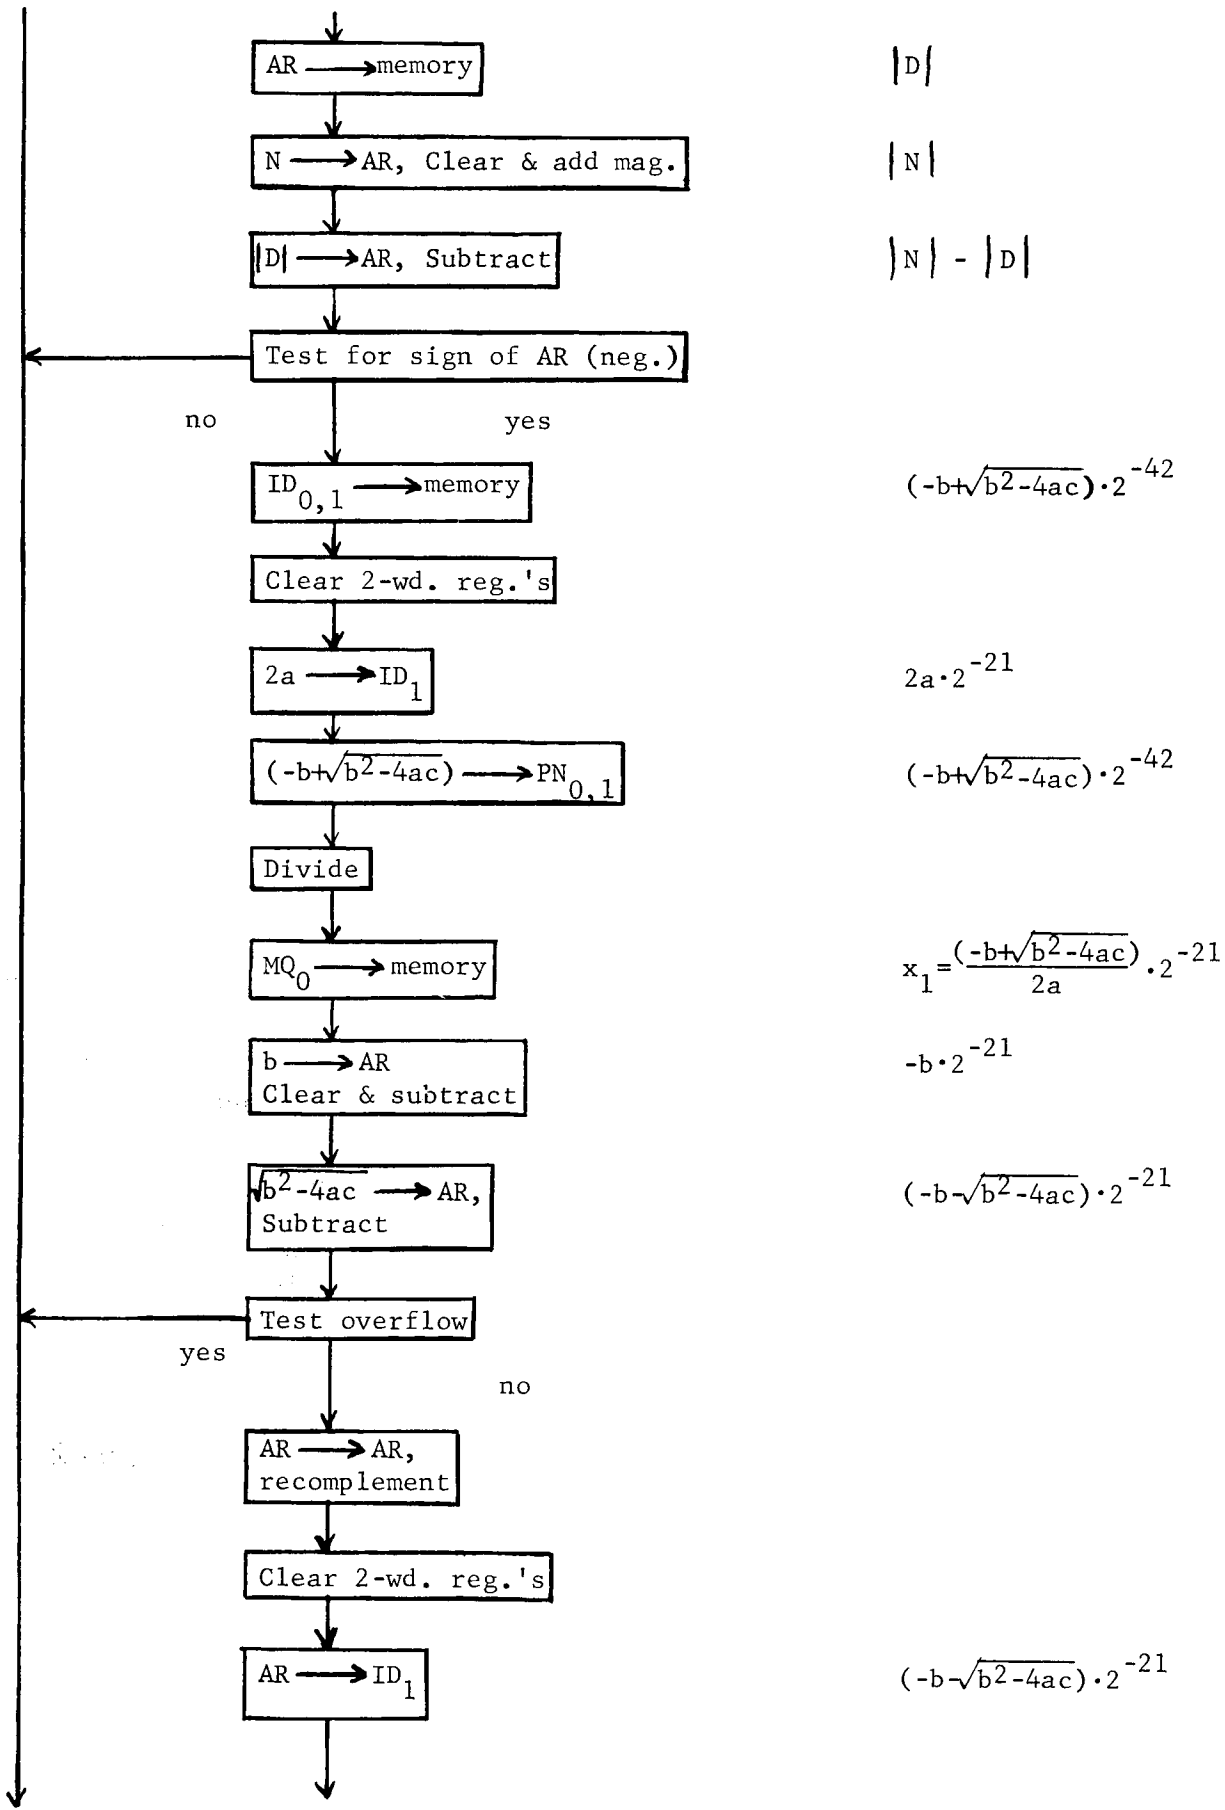 AR ⟶ memory |D|
N ⟶ AR, Clear & add mag. |N|
|D| ⟶ AR, Subtract |N| - |D|
Test for sign of AR (neg.)
no yes
ID₀,₁ ⟶ memory (-b+√(b²-4ac))·2⁻⁴²
Clear 2-wd. reg.'s
2a ⟶ ID₁ 2a·2⁻²¹
(-b+√(b²-4ac)) ⟶ PN₀,₁ (-b+√(b²-4ac))·2⁻⁴²
Divide
MQ₀ ⟶ memory x₁=(-b+√(b²-4ac))/2a ·2⁻²¹
b ⟶ AR -b·2⁻²¹
Clear & subtract
√(b²-4ac) ⟶ AR, (-b-√(b²-4ac))·2⁻²¹
Subtract
Test overflow
yes
no
AR ⟶ AR,
recomplement
Clear 2-wd. reg.'s
AR ⟶ ID₁ (-b-√(b²-4ac))·2⁻²¹